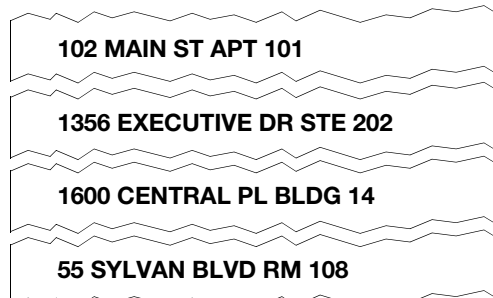 102 MAIN ST APT 101
1356 EXECUTIVE DR STE 202
1600 CENTRAL PL BLDG 14
55 SYLVAN BLVD RM 108